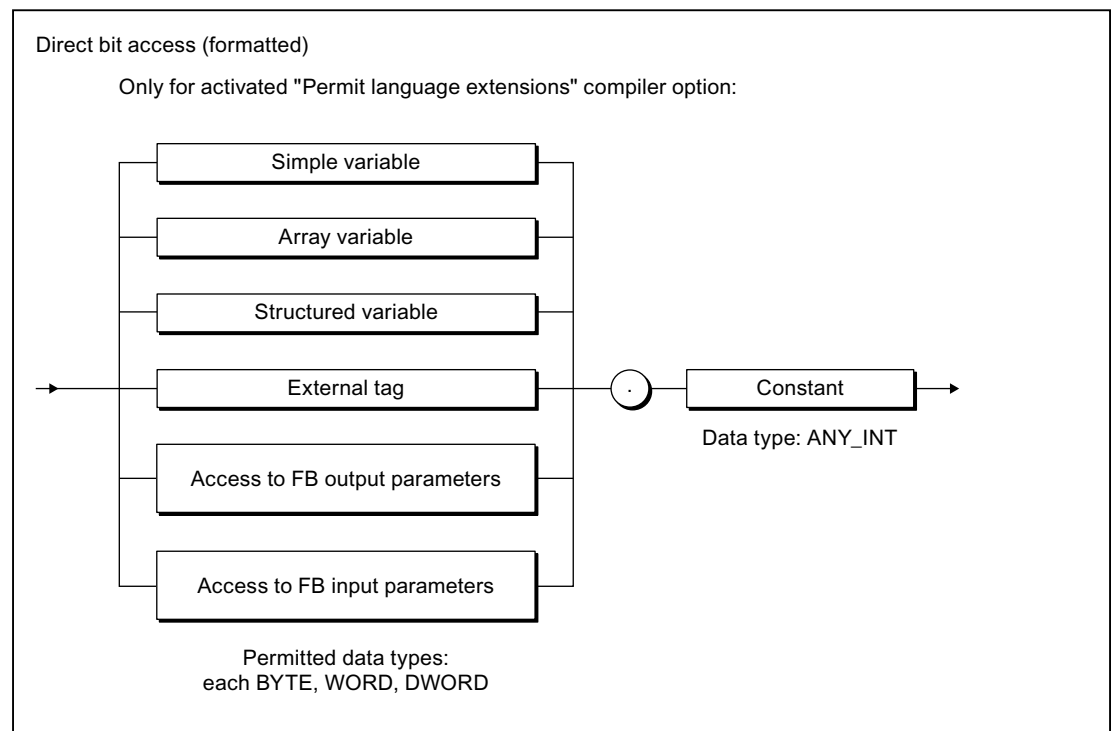 Direct bit access (formatted)
Only for activated "Permit language extensions" compiler option:
Simple variable
Array variable
Structured variable
External tag
.
Constant
Data type: ANY_INT
Access to FB output parameters
Access to FB input parameters
Permitted data types:
each BYTE, WORD, DWORD